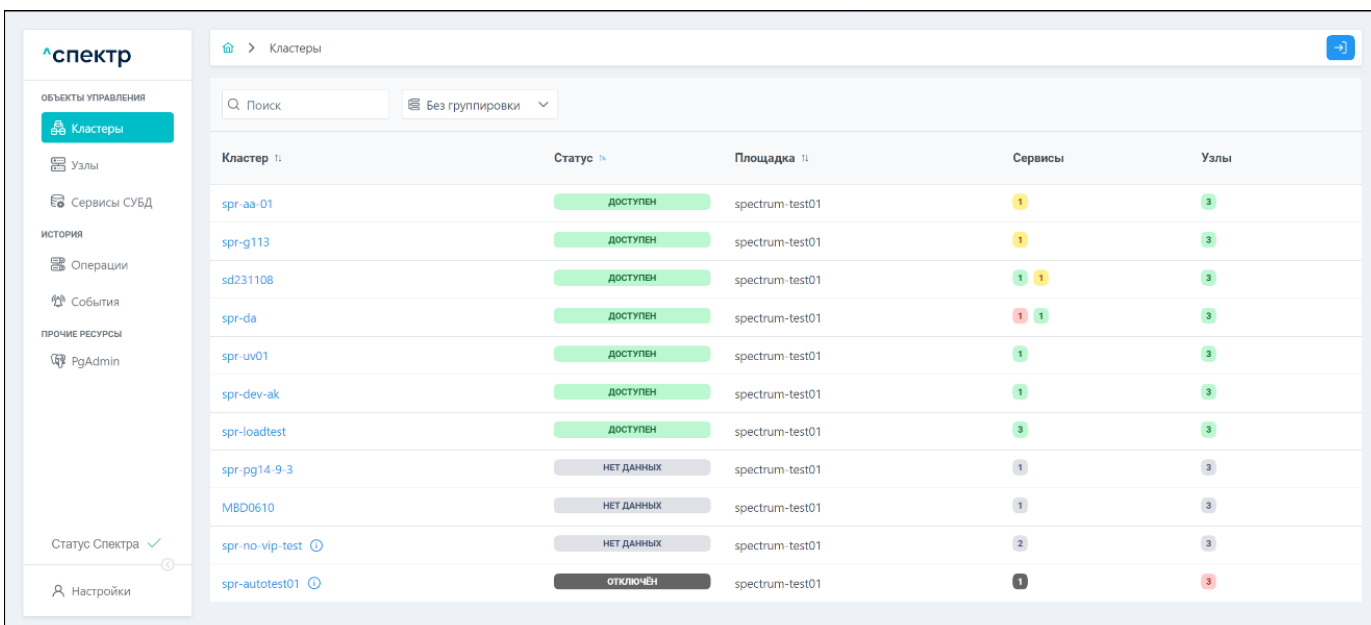 ^спектр
ОБЪЕКТЫ УПРАВЛЕНИЯ
Кластеры
Узлы
Сервисы СУБД
ИСТОРИЯ
Операции
События
ПРОЧИЕ РЕСУРСЫ
PgAdmin
Статус Спектра
Настройки
Кластеры
Поиск Без группировки
Кластер Статус Площадка Сервисы Узлы
spr-aa-01 ДОСТУПЕН spectrum-test01 1 3
spr-g113 ДОСТУПЕН spectrum-test01 1 3
sd231108 ДОСТУПЕН spectrum-test01 1 1 3
spr-da ДОСТУПЕН spectrum-test01 1 1 3
spr-uv01 ДОСТУПЕН spectrum-test01 1 3
spr-dev-ak ДОСТУПЕН spectrum-test01 1 3
spr-loadtest ДОСТУПЕН spectrum-test01 3 3
spr-pg14-9-3 НЕТ ДАННЫХ spectrum-test01 1 3
MBD0610 НЕТ ДАННЫХ spectrum-test01 1 3
spr-no-vip-test НЕТ ДАННЫХ spectrum-test01 2 3
spr-autotest01 ОТКЛЮЧЁН spectrum-test01 1 3